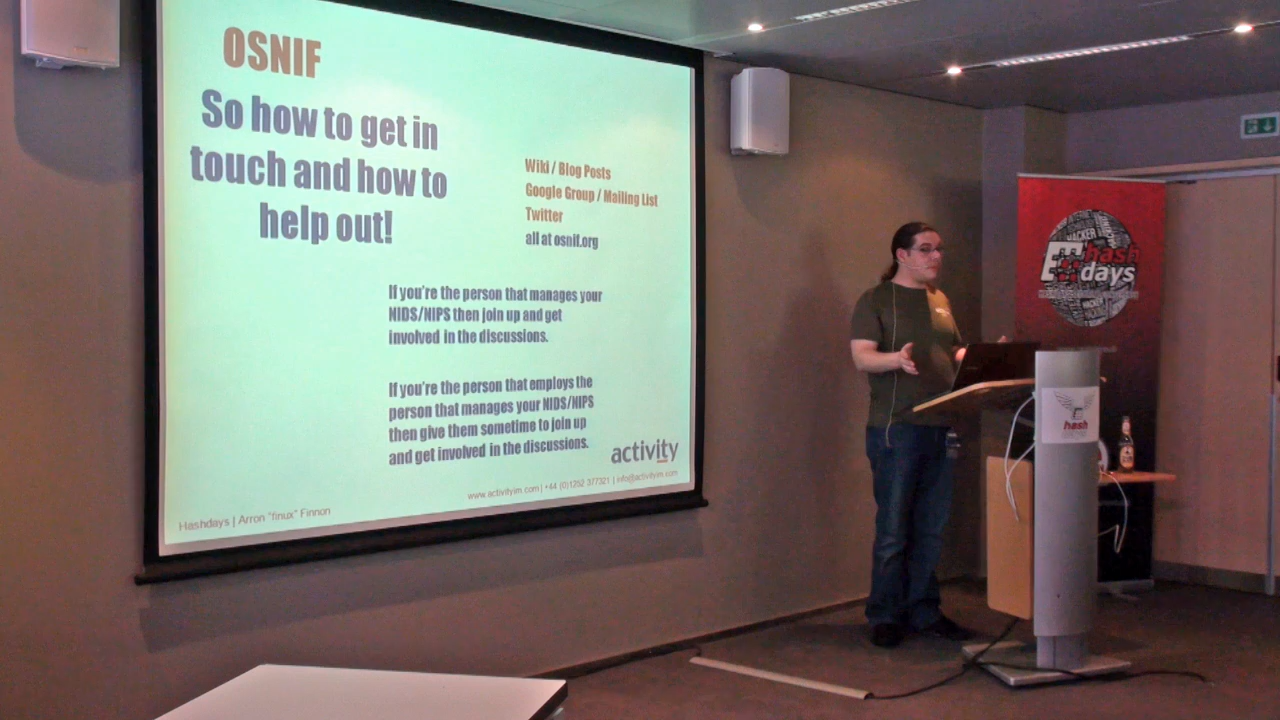 OSNIF
So how to get in
touch and how to
help out!
Wiki / Blog Posts
Google Group / Mailing List
Twitter
all at osnif.org
If you're the person that manages your
NIDS/NIPS then join up and get
involved in the discussions.
If you're the person that employs the
person that manages your NIDS/NIPS
then give them sometime to join up
and get involved in the discussions.
activity
www.activityim.com | +44 (0)1292 377321 | info@activityim.com
Hashdays | Arron "finux" Finnon
HACKER
hash
days
HACKER
hash